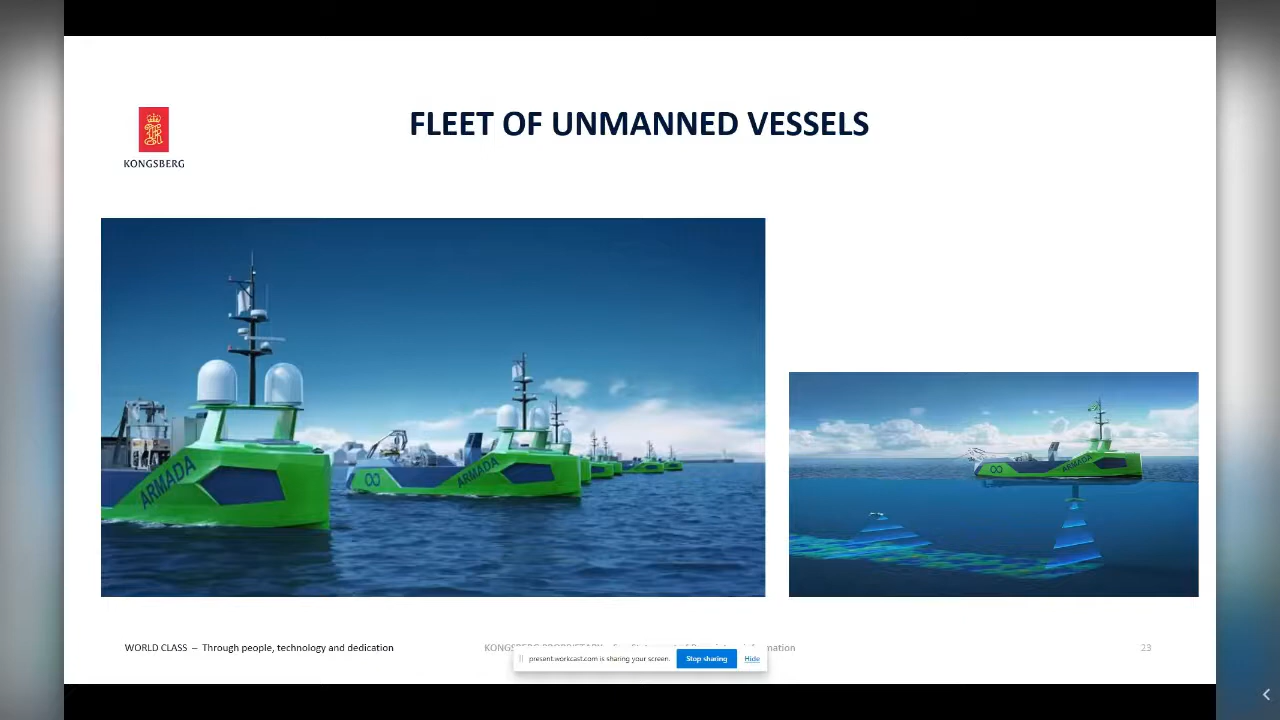 FLEET OF UNMANNED VESSELS
KONGSBERG
ARMADA
ARMADA
ARMADA
WORLD CLASS – Through people, technology and dedication
23
present.workcast.com is sharing your screen.
Stop sharing
Hide